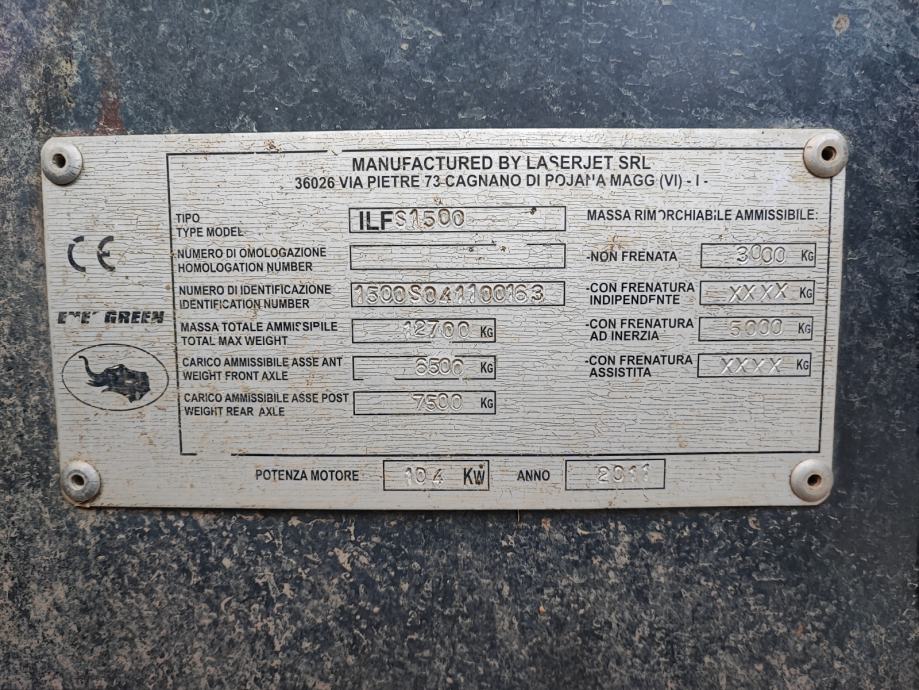 MANUFACTURED BY LASERJET SRL
36026 VIA PIETRE 73 CAGNANO DI POJANA MAGG (VI) - I -
TIPO
TYPE MODEL
ILFS1500
NUMERO DI OMOLOGAZIONE
HOMOLOGATION NUMBER
NUMERO DI IDENTIFICAZIONE
IDENTIFICATION NUMBER
1500S041100163
MASSA TOTALE AMMISSIBILE
TOTAL MAX WEIGHT
12700 KG
CARICO AMMISSIBILE ASSE ANT
WEIGHT FRONT AXLE
6500 KG
CARICO AMMISSIBILE ASSE POST
WEIGHT REAR AXLE
7500 KG
MASSA RIMORCHIABILE AMMISSIBILE:
-NON FRENATA 3000 KG
-CON FRENATURA
INDIPENDENTE
XXXX KG
-CON FRENATURA
AD INERZIA
5000 KG
-CON FRENATURA
ASSISTITA
XXXX KG
CE
GREEN
POTENZA MOTORE 104 KW ANNO 2011